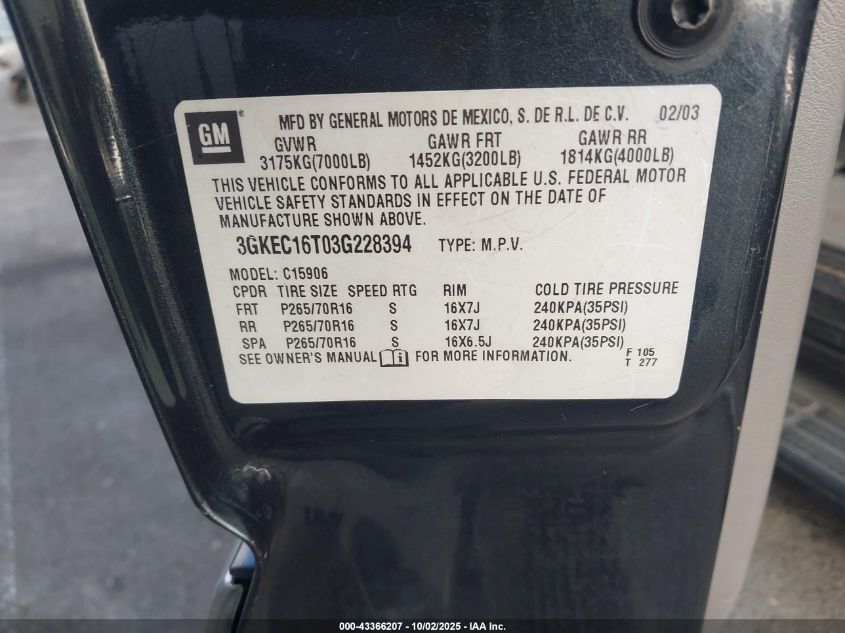 GM
MFD BY GENERAL MOTORS DE MEXICO, S. DE R.L. DE C.V. 02/03
GVWR GAWR FRT GAWR RR
3175KG(7000LB) 1452KG(3200LB) 1814KG(4000LB)
THIS VEHICLE CONFORMS TO ALL APPLICABLE U.S. FEDERAL MOTOR
VEHICLE SAFETY STANDARDS IN EFFECT ON THE DATE OF
MANUFACTURE SHOWN ABOVE.
3GKEC16T03G228394 TYPE: M.P.V.
MODEL: C15906
CPDR TIRE SIZE SPEED RTG RIM COLD TIRE PRESSURE
FRT P265/70R16 S 16X7J 240KPA(35PSI)
RR P265/70R16 S 16X7J 240KPA(35PSI)
SPA P265/70R16 S 16X6.5J 240KPA(35PSI)
SEE OWNER'S MANUAL i FOR MORE INFORMATION. F 105
T 277
000-43366207 - 10/02/2025 - IAA Inc.